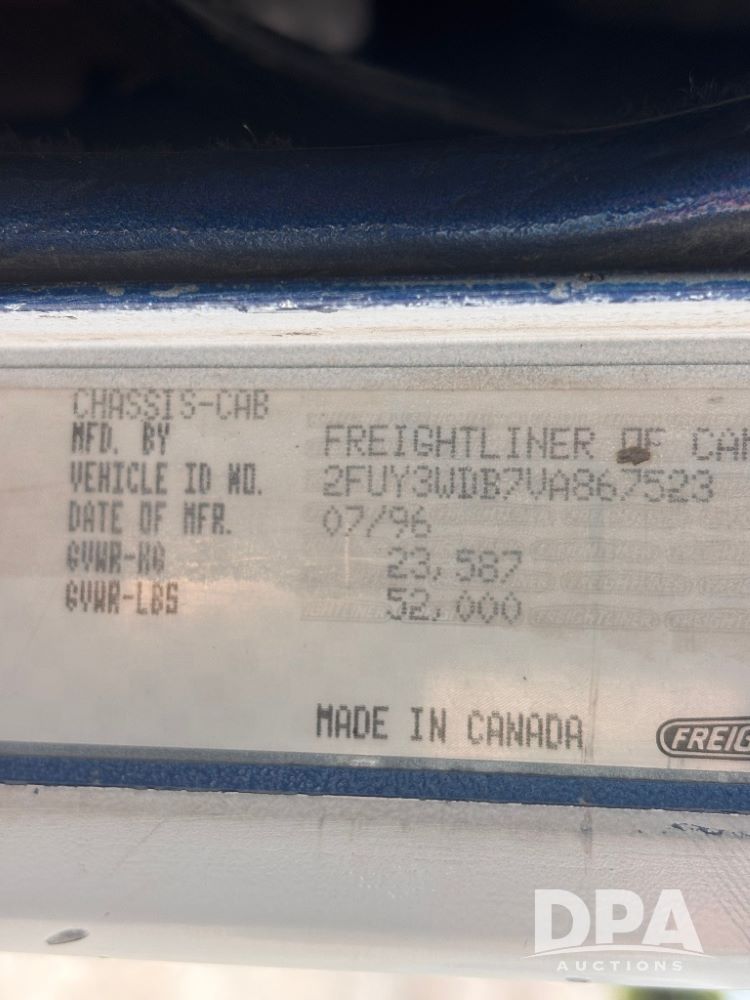 CHASSIS-CAB
MFD. BY FREIGHTLINER OF CAN
VEHICLE ID NO. 2FUY3WDB7VA867523
DATE OF MFR. 07/96
GVWR-KG 23,587
GVWR-LBS 52,000
MADE IN CANADA
FREIG
DPA
AUCTIONS